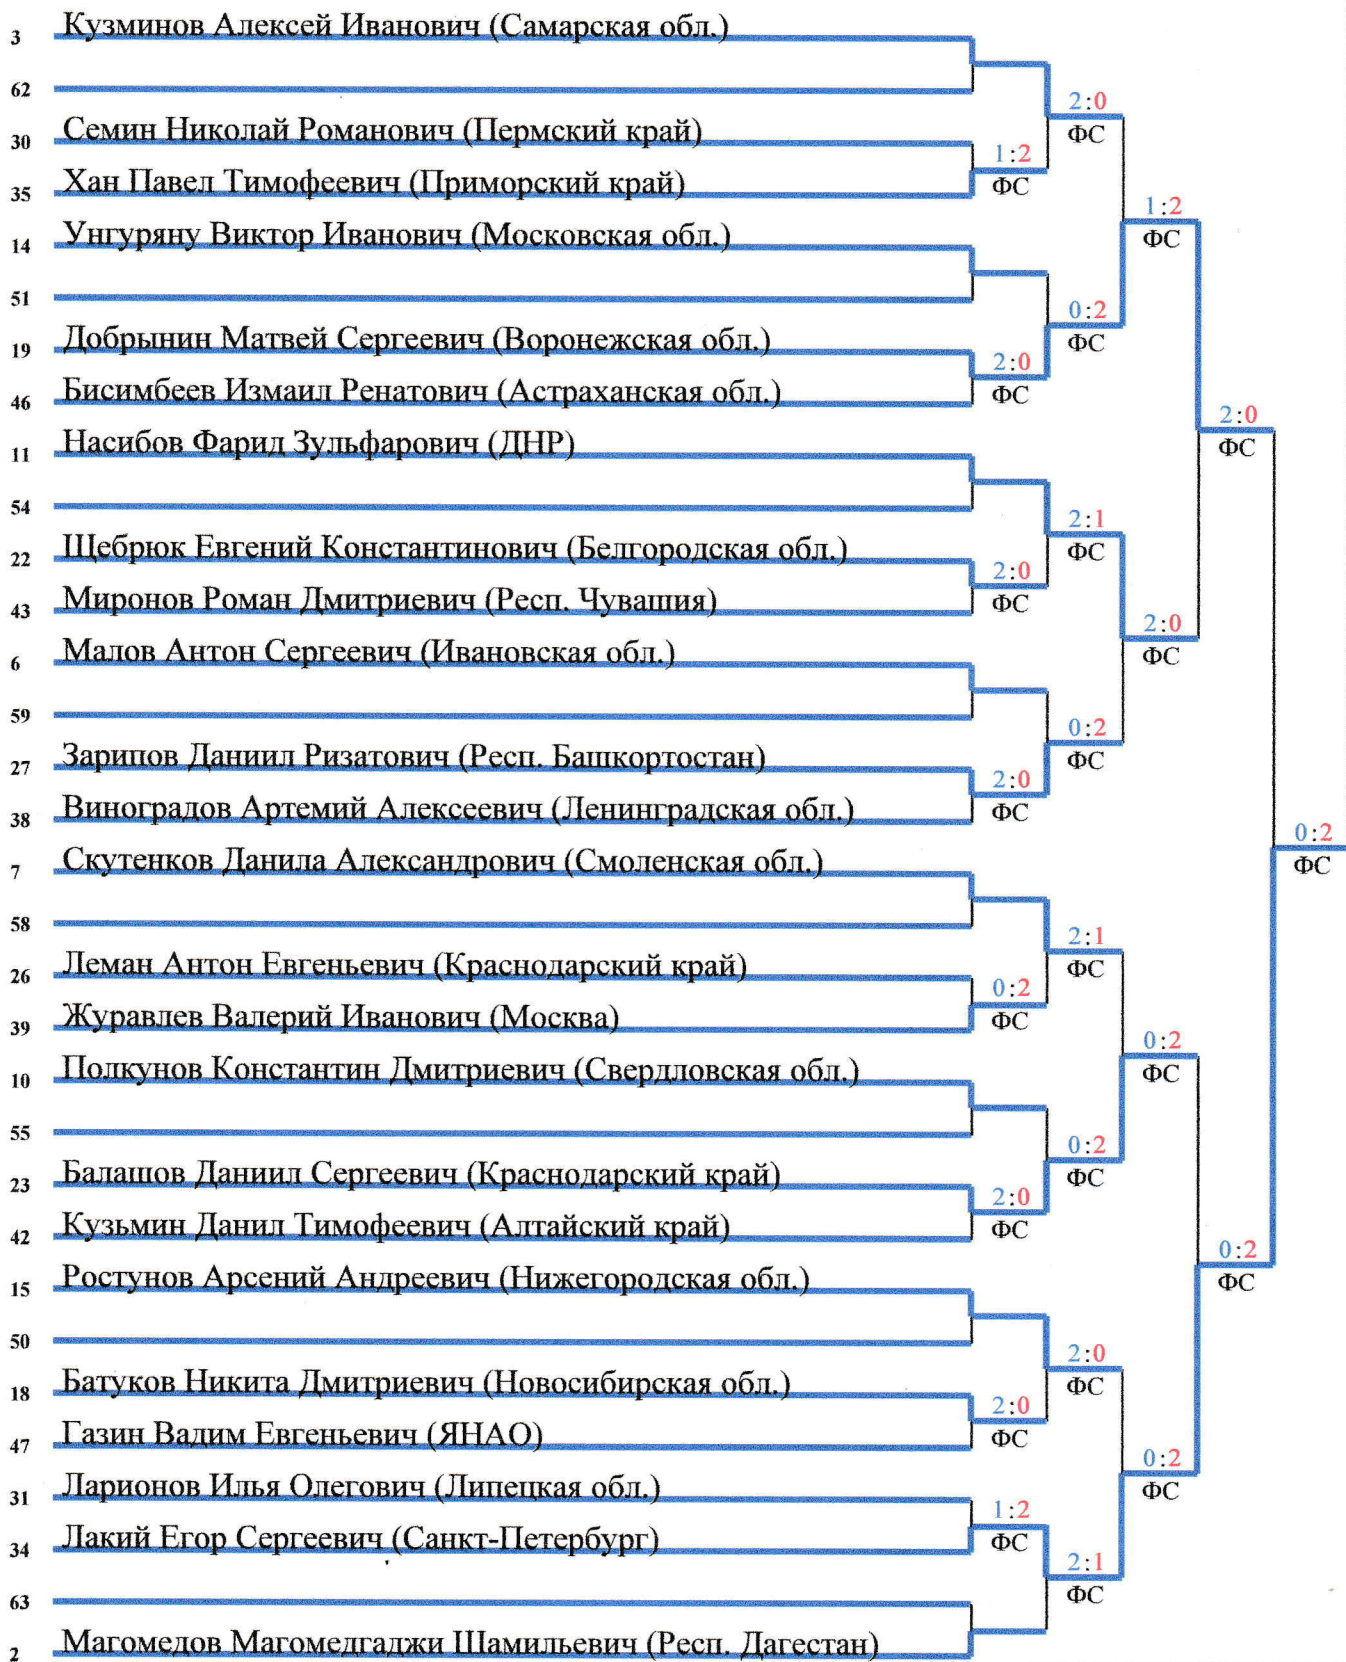 3 Кузминов Алексей Иванович (Самарская обл.)
62
2:0
ФС
30 Семин Николай Романович (Пермский край)
1:2
ФС
35 Хан Павел Тимофеевич (Приморский край)
1:2
ФС
14 Унгуряну Виктор Иванович (Московская обл.)
51
0:2
ФС
19 Добрынин Матвей Сергеевич (Воронежская обл.)
2:0
ФС
46 Бисимбеев Измаил Ренатович (Астраханская обл.)
2:0
ФС
11 Насибов Фарид Зульфарович (ДНР)
54
2:1
ФС
22 Щебрюк Евгений Константинович (Белгородская обл.)
2:0
ФС
43 Миронов Роман Дмитриевич (Респ. Чувашия)
2:0
ФС
6 Малов Антон Сергеевич (Ивановская обл.)
59
0:2
ФС
27 Зарипов Даниил Ризатович (Респ. Башкортостан)
2:0
ФС
38 Виноградов Артемий Алексеевич (Ленинградская обл.)
0:2
ФС
7 Скутенков Данила Александрович (Смоленская обл.)
58
2:1
ФС
26 Леман Антон Евгеньевич (Краснодарский край)
0:2
ФС
39 Журавлев Валерий Иванович (Москва)
0:2
ФС
10 Полкунов Константин Дмитриевич (Свердловская обл.)
55
0:2
ФС
23 Балашов Даниил Сергеевич (Краснодарский край)
2:0
ФС
42 Кузьмин Данил Тимофеевич (Алтайский край)
0:2
ФС
15 Ростунов Арсений Андреевич (Нижегородская обл.)
50
2:0
ФС
18 Батуков Никита Дмитриевич (Новосибирская обл.)
2:0
ФС
47 Газин Вадим Евгеньевич (ЯНАО)
0:2
ФС
31 Ларионов Илья Олегович (Липецкая обл.)
1:2
ФС
34 Лакий Егор Сергеевич (Санкт-Петербург)
2:1
ФС
63
2 Магомедов Магомедгаджи Шамильевич (Респ. Дагестан)